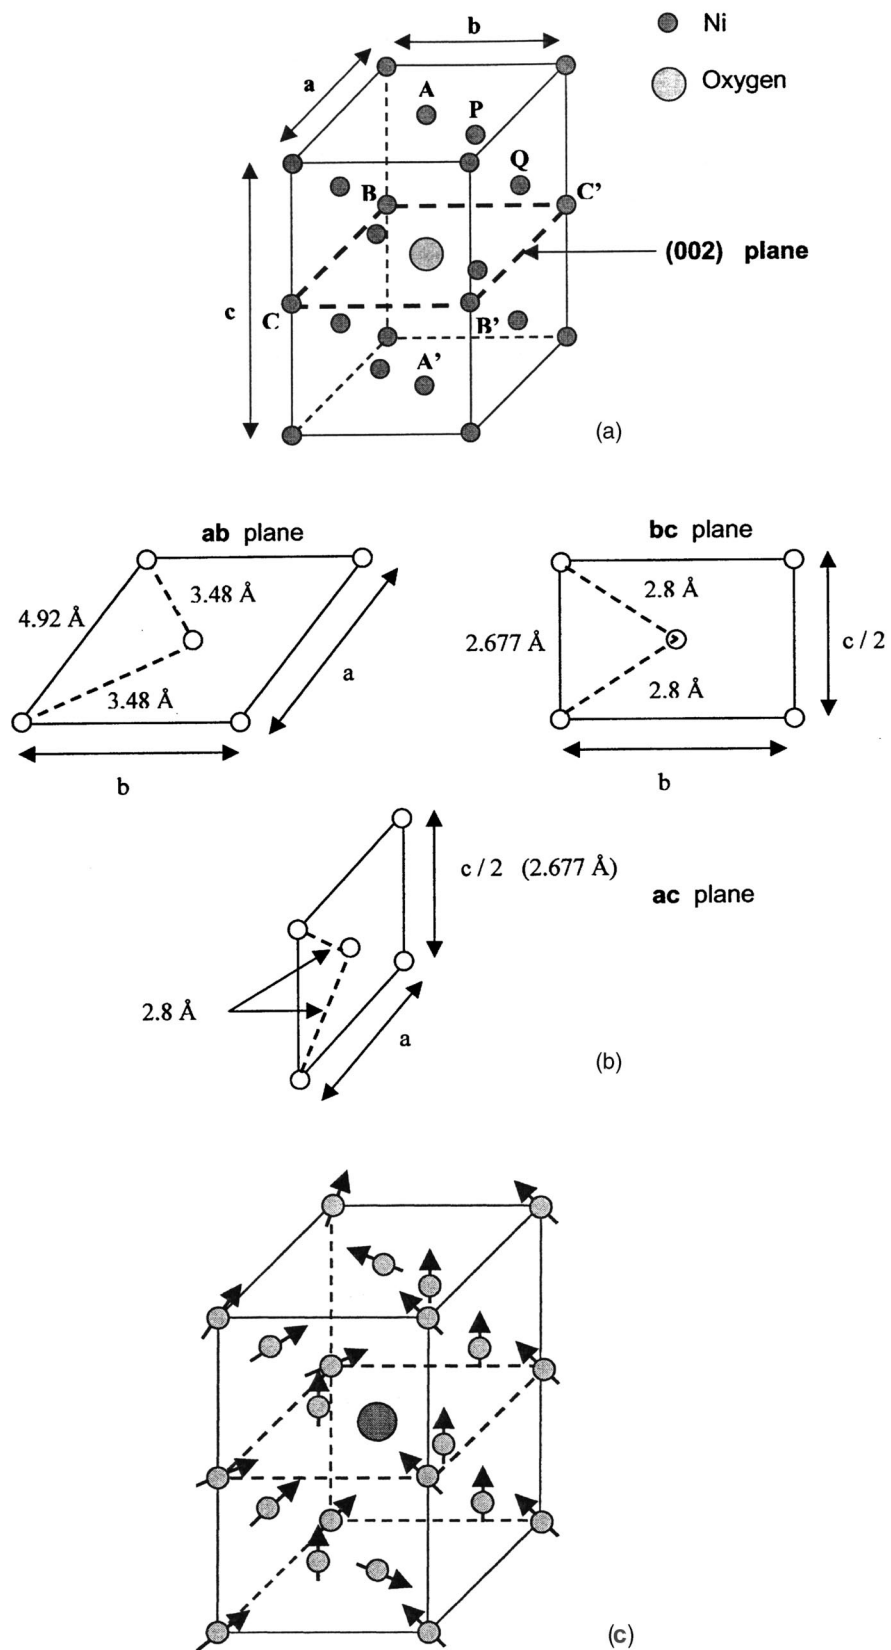 b
Ni
a
A
P
Oxygen
Q
B
C’
(002) plane
c
C
B’
A’
(a)
ab plane
bc plane
4.92 Å
3.48 Å
2.8 Å
2.677 Å
c / 2
3.48 Å
a
2.8 Å
b
b
c / 2 (2.677 Å)
ac plane
2.8 Å
a
(b)
(c)